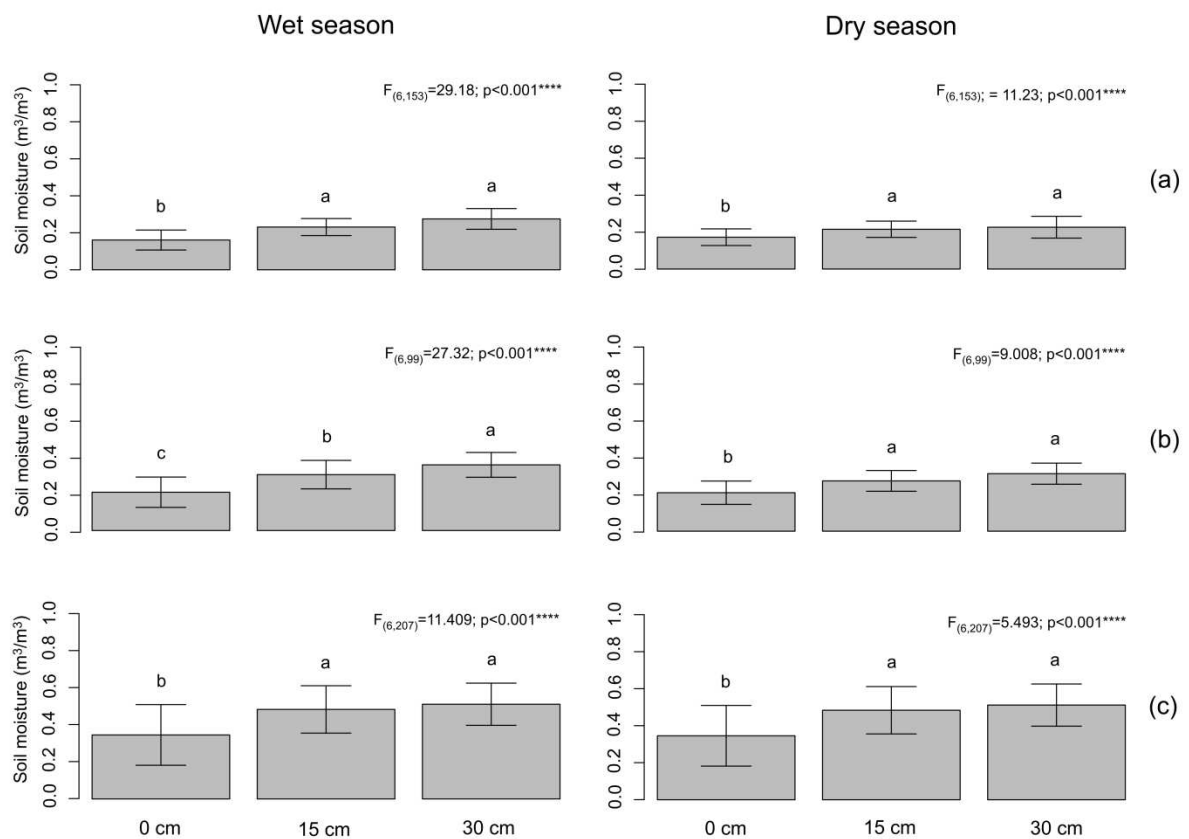 Wet season
Dry season
Soil moisture (m³/m³)
0.0 0.2 0.4 0.6 0.8 1.0
F(6,153)=29.18; p<0.001****
b
a
a
0.0 0.2 0.4 0.6 0.8 1.0
F(6,153); = 11.23; p<0.001****
b
a
a
(a)
Soil moisture (m³/m³)
0.0 0.2 0.4 0.6 0.8 1.0
F(6,99)=27.32; p<0.001****
c
b
a
0.0 0.2 0.4 0.6 0.8 1.0
F(6,99)=9.008; p<0.001****
b
a
a
(b)
Soil moisture (m³/m³)
0.0 0.2 0.4 0.6 0.8 1.0
F(6,207)=11.409; p<0.001****
b
a
a
0 cm 15 cm 30 cm
0.0 0.2 0.4 0.6 0.8 1.0
F(6,207)=5.493; p<0.001****
b
a
a
0 cm 15 cm 30 cm
(c)